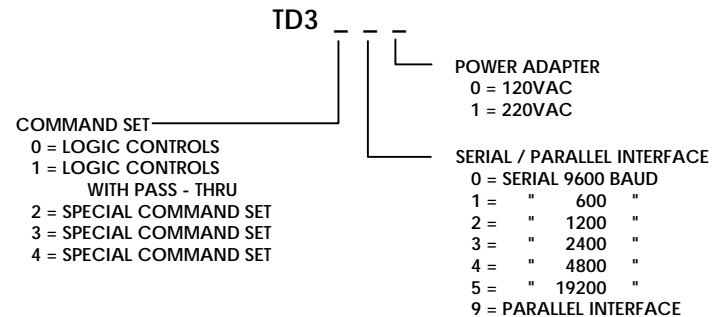 TD3 _ _ _
POWER ADAPTER
0 = 120VAC
1 = 220VAC
COMMAND SET
0 = LOGIC CONTROLS
1 = LOGIC CONTROLS
WITH PASS - THRU
2 = SPECIAL COMMAND SET
3 = SPECIAL COMMAND SET
4 = SPECIAL COMMAND SET
SERIAL / PARALLEL INTERFACE
0 = SERIAL 9600 BAUD
1 = " 600 "
2 = " 1200 "
3 = " 2400 "
4 = " 4800 "
5 = " 19200 "
9 = PARALLEL INTERFACE